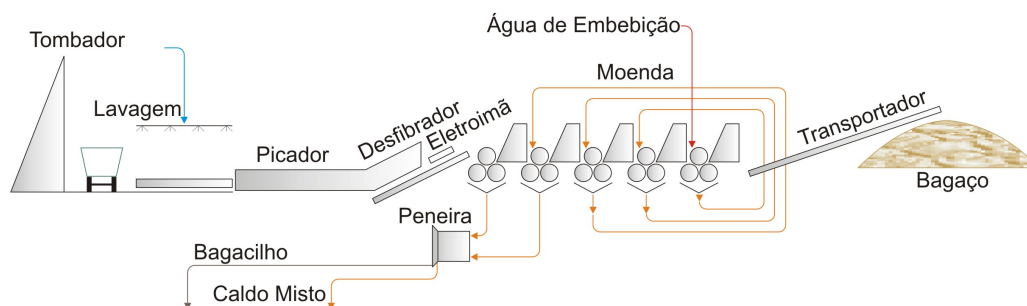 Tombador
Água de Embebição
Moenda
Lavagem
Desfibrador
Eletroimã
Transportador
Picador
Bagaço
Peneira
Bagacilho
Caldo Misto